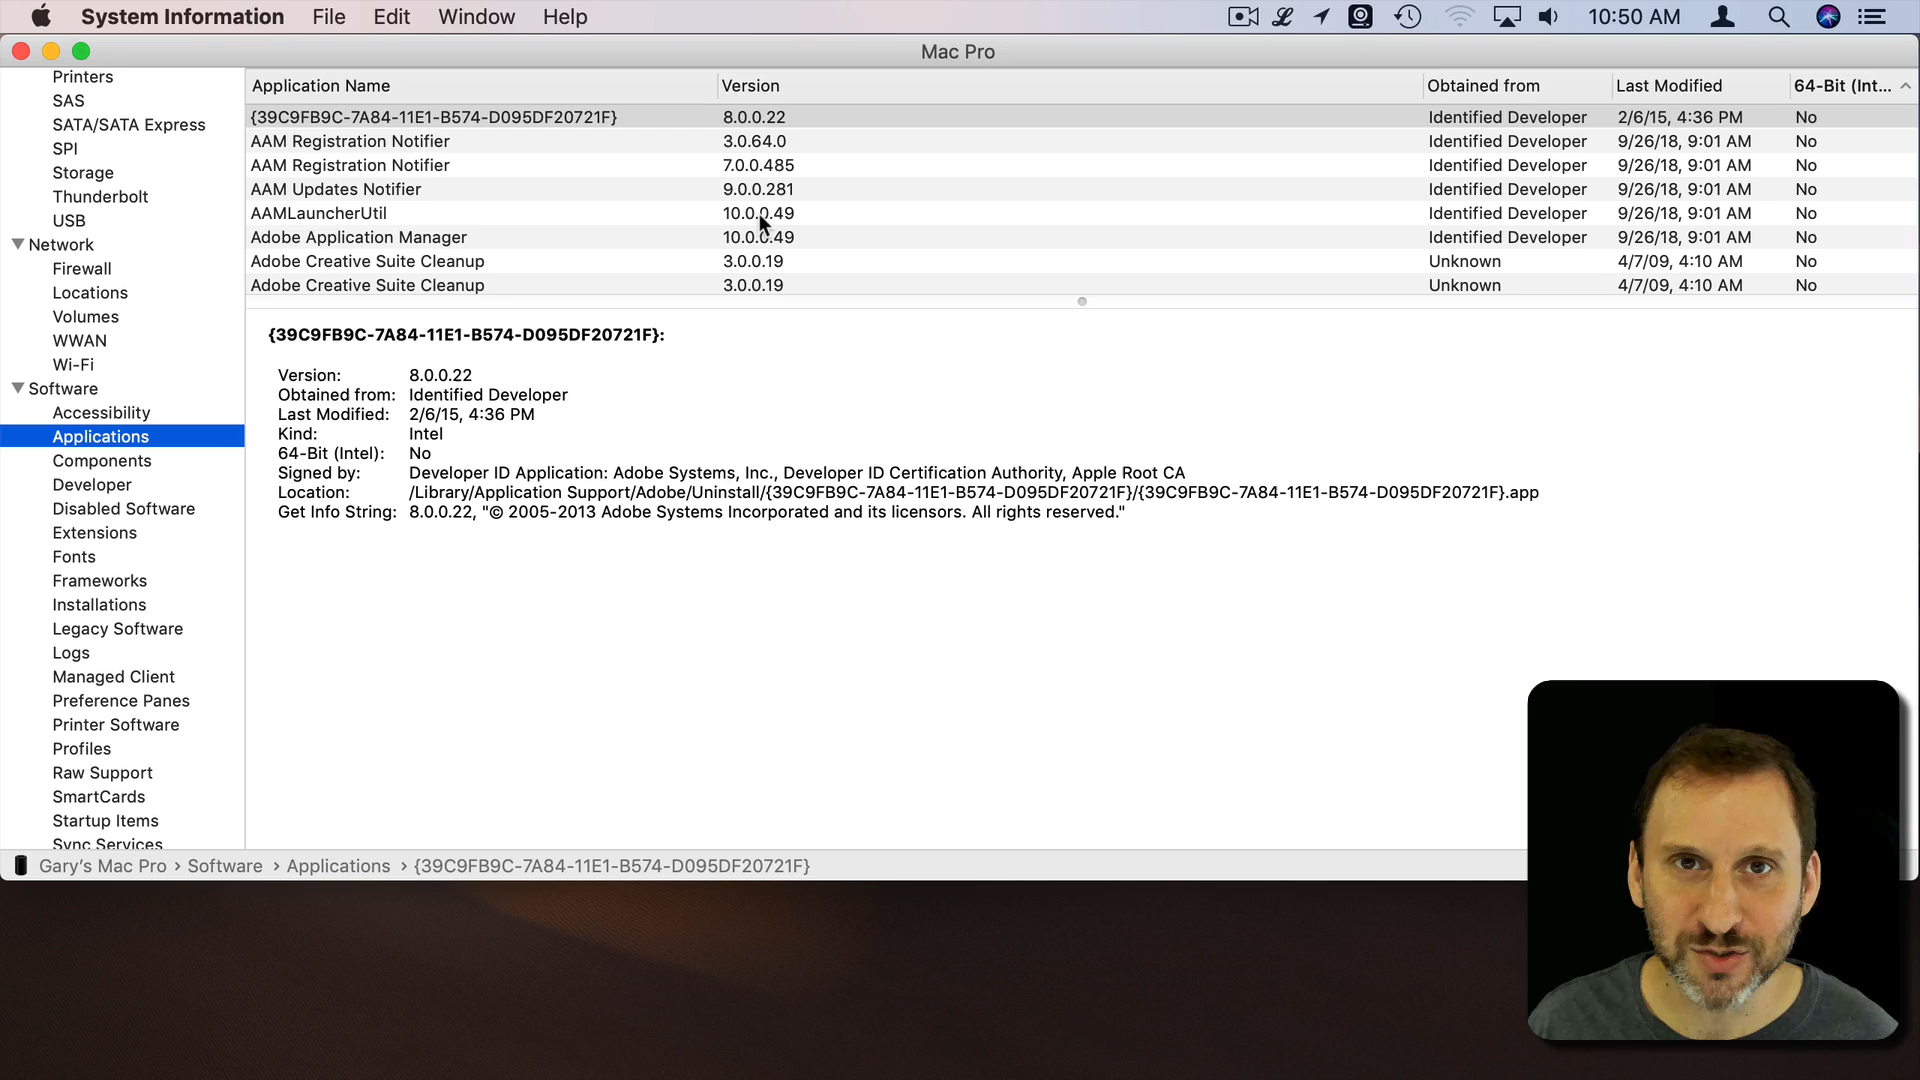 System Information File Edit Window Help 10:50 AM
Mac Pro
Printers
SAS
SATA/SATA Express
SPI
Storage
Thunderbolt
USB
Network
Firewall
Locations
Volumes
WWAN
Wi-Fi
Software
Accessibility
Applications
Components
Developer
Disabled Software
Extensions
Fonts
Frameworks
Installations
Legacy Software
Logs
Managed Client
Preference Panes
Printer Software
Profiles
Raw Support
SmartCards
Startup Items
Sync Services
Application Name Version Obtained from Last Modified 64-Bit (Int...
{39C9FB9C-7A84-11E1-B574-D095DF20721F} 8.0.0.22 Identified Developer 2/6/15, 4:36 PM No
AAM Registration Notifier 3.0.64.0 Identified Developer 9/26/18, 9:01 AM No
AAM Registration Notifier 7.0.0.485 Identified Developer 9/26/18, 9:01 AM No
AAM Updates Notifier 9.0.0.281 Identified Developer 9/26/18, 9:01 AM No
AAMLauncherUtil 10.0.0.49 Identified Developer 9/26/18, 9:01 AM No
Adobe Application Manager 10.0.0.49 Identified Developer 9/26/18, 9:01 AM No
Adobe Creative Suite Cleanup 3.0.0.19 Unknown 4/7/09, 4:10 AM No
Adobe Creative Suite Cleanup 3.0.0.19 Unknown 4/7/09, 4:10 AM No
{39C9FB9C-7A84-11E1-B574-D095DF20721F}:
Version: 8.0.0.22
Obtained from: Identified Developer
Last Modified: 2/6/15, 4:36 PM
Kind: Intel
64-Bit (Intel): No
Signed by: Developer ID Application: Adobe Systems, Inc., Developer ID Certification Authority, Apple Root CA
Location: /Library/Application Support/Adobe/Uninstall/{39C9FB9C-7A84-11E1-B574-D095DF20721F}/{39C9FB9C-7A84-11E1-B574-D095DF20721F}.app
Get Info String: 8.0.0.22, "© 2005-2013 Adobe Systems Incorporated and its licensors. All rights reserved."
Gary's Mac Pro › Software › Applications › {39C9FB9C-7A84-11E1-B574-D095DF20721F}